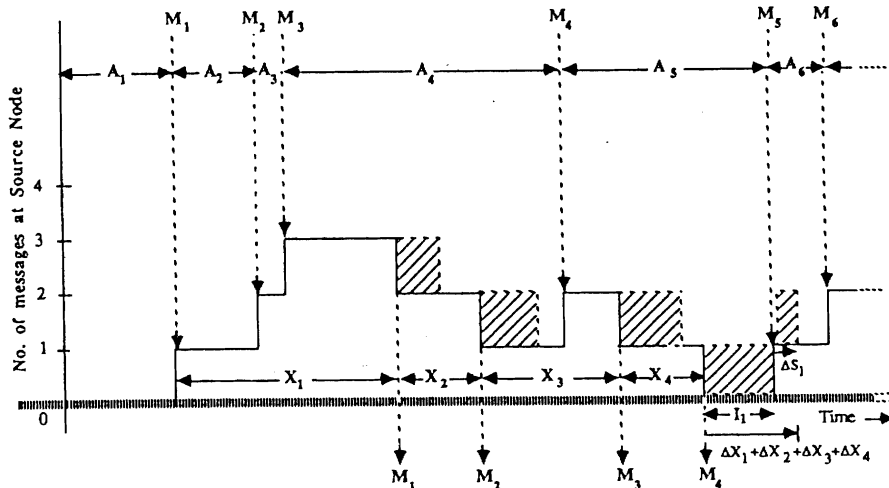 M₁ M₂ M₃ M₄ M₅ M₆
A₁ A₂ A₃ A₄ A₅ A₆
No. of messages at Source Node
4
3
2
1
0
X₁ X₂ X₃ X₄
ΔS₁
I₁
Time
ΔX₁+ΔX₂+ΔX₃+ΔX₄
M₁ M₂ M₃ M₄